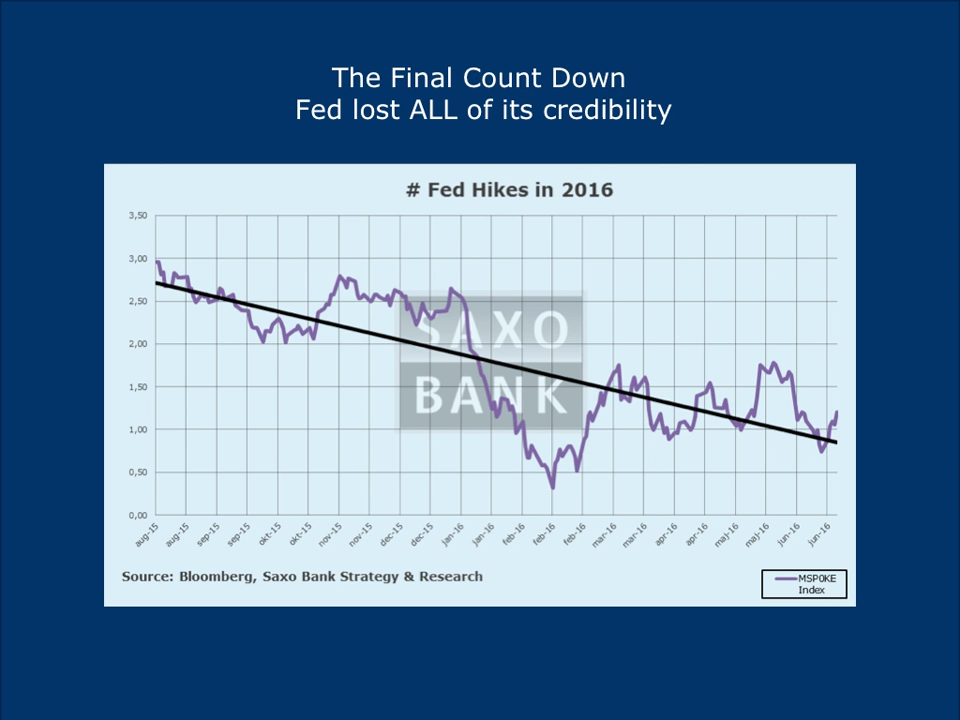 The Final Count Down
Fed lost ALL of its credibility
# Fed Hikes in 2016
3,50
3,00
2,50
2,00
1,50
1,00
0,50
0,00
SAXO
BANK
aug-15
aug-15
sep-15
sep-15
okt-15
okt-15
nov-15
nov-15
dec-15
dec-15
jan-16
jan-16
feb-16
feb-16
feb-16
mar-16
mar-16
apr-16
apr-16
maj-16
maj-16
jun-16
jun-16
Source: Bloomberg, Saxo Bank Strategy & Research
MSP0KE
Index